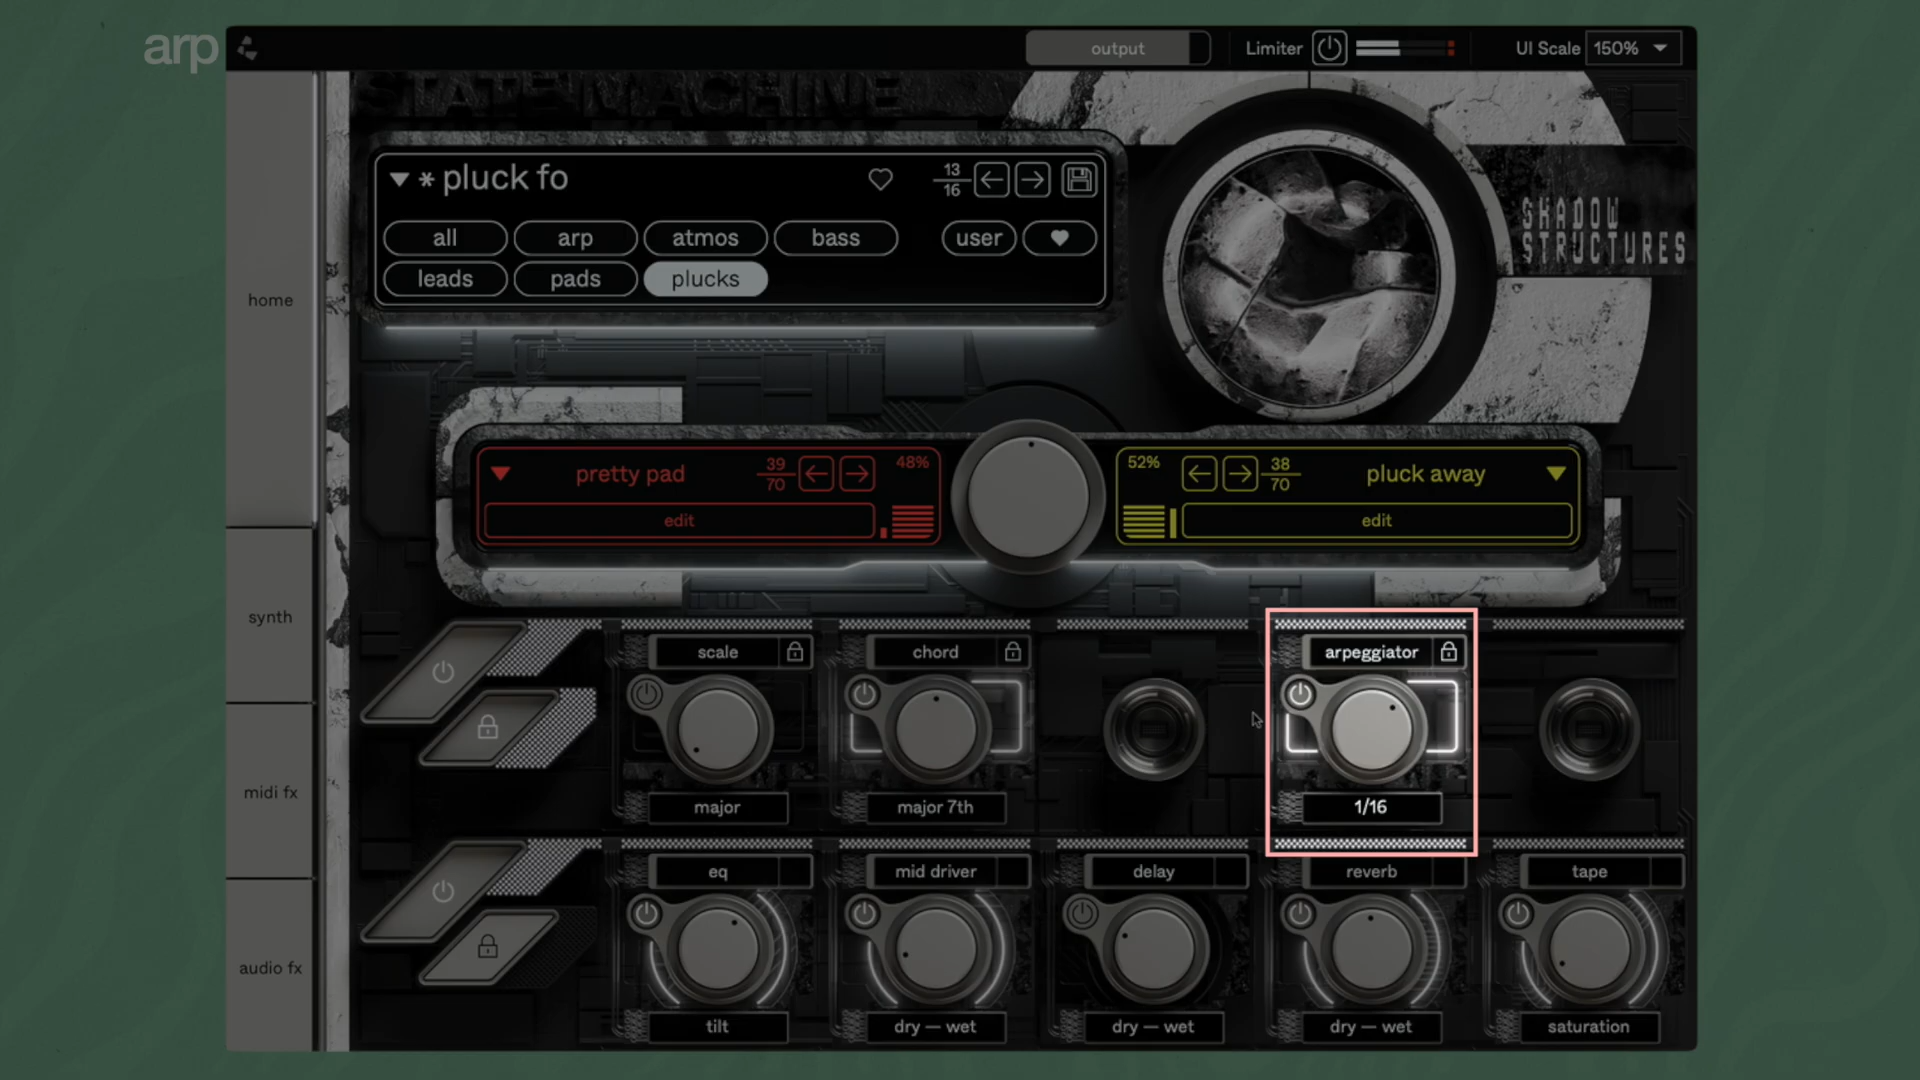 arp
output
Limiter
UI Scale 150%
STATE MACHINE
* pluck fo
13
16
all arp atmos bass user
leads pads plucks
SHADOW
STRUCTURES
home
synth
midi fx
audio fx
pretty pad 39 70 48%
edit
52% 38 70 pluck away
edit
scale chord arpeggiator
major major 7th 1/16
eq mid driver delay reverb tape
tilt dry — wet dry — wet dry — wet saturation